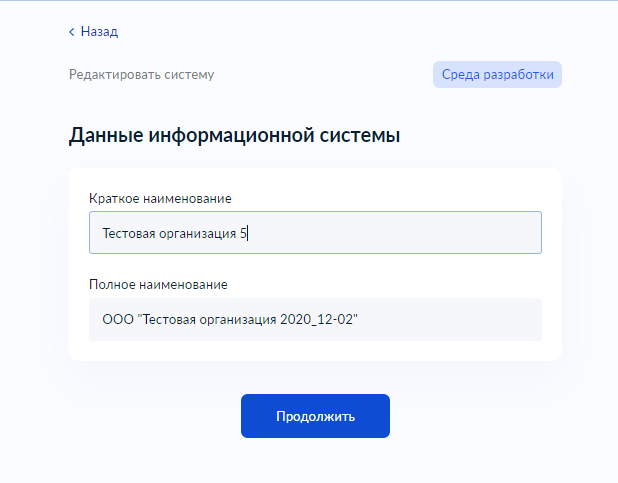 Назад
Редактировать систему
Среда разработки
Данные информационной системы
Краткое наименование
Тестовая организация 5
Полное наименование
ООО "Тестовая организация 2020_12-02"
Продолжить